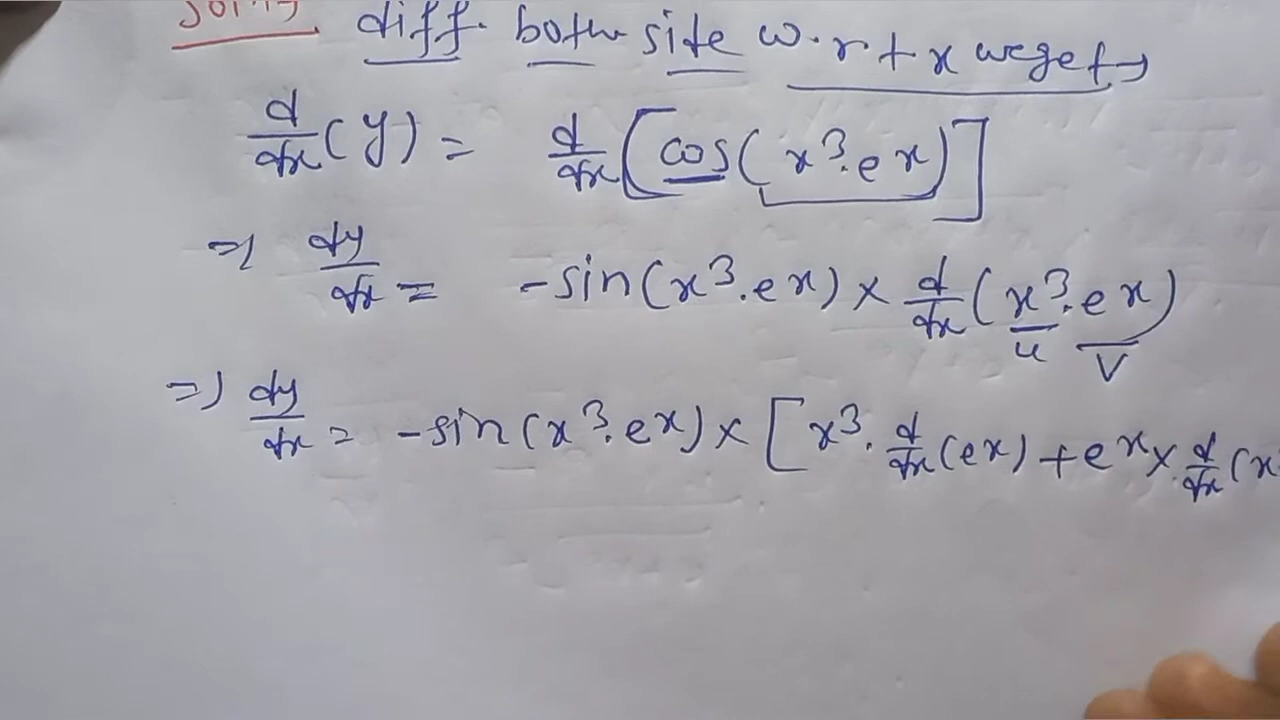 diff. both site w.r.t x we get →
d/dx (y) = d/dx [cos(x³.eˣ)]
⇒ dy/dx = -sin(x³.eˣ) × d/dx (x³.eˣ)
u v
⇒ dy/dx = -sin(x³.eˣ) × [x³. d/dx (eˣ) + eˣ × d/dx (x